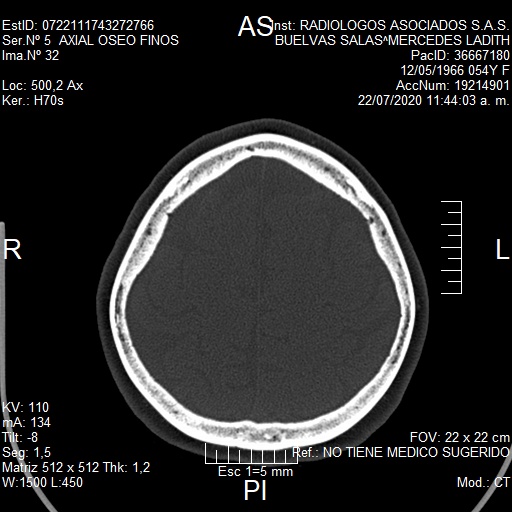 EstID: 0722111743272766
Ser.Nº 5 AXIAL OSEO FINOS
Ima.Nº 32
Loc: 500,2 Ax
Ker.: H70s
AS
Inst: RADIOLOGOS ASOCIADOS S.A.S.
BUELVAS SALAS^MERCEDES LADITH
PacID: 36667180
12/05/1966 054Y F
AccNum: 19214901
22/07/2020 11:44:03 a. m.
R
L
KV: 110
mA: 134
Tilt: -8
Seg: 1,5
Matriz 512 x 512 Thk: 1,2
W:1500 L:450
Esc 1=5 mm
PI
FOV: 22 x 22 cm
Ref.: NO TIENE MEDICO SUGERIDO
Mod.: CT